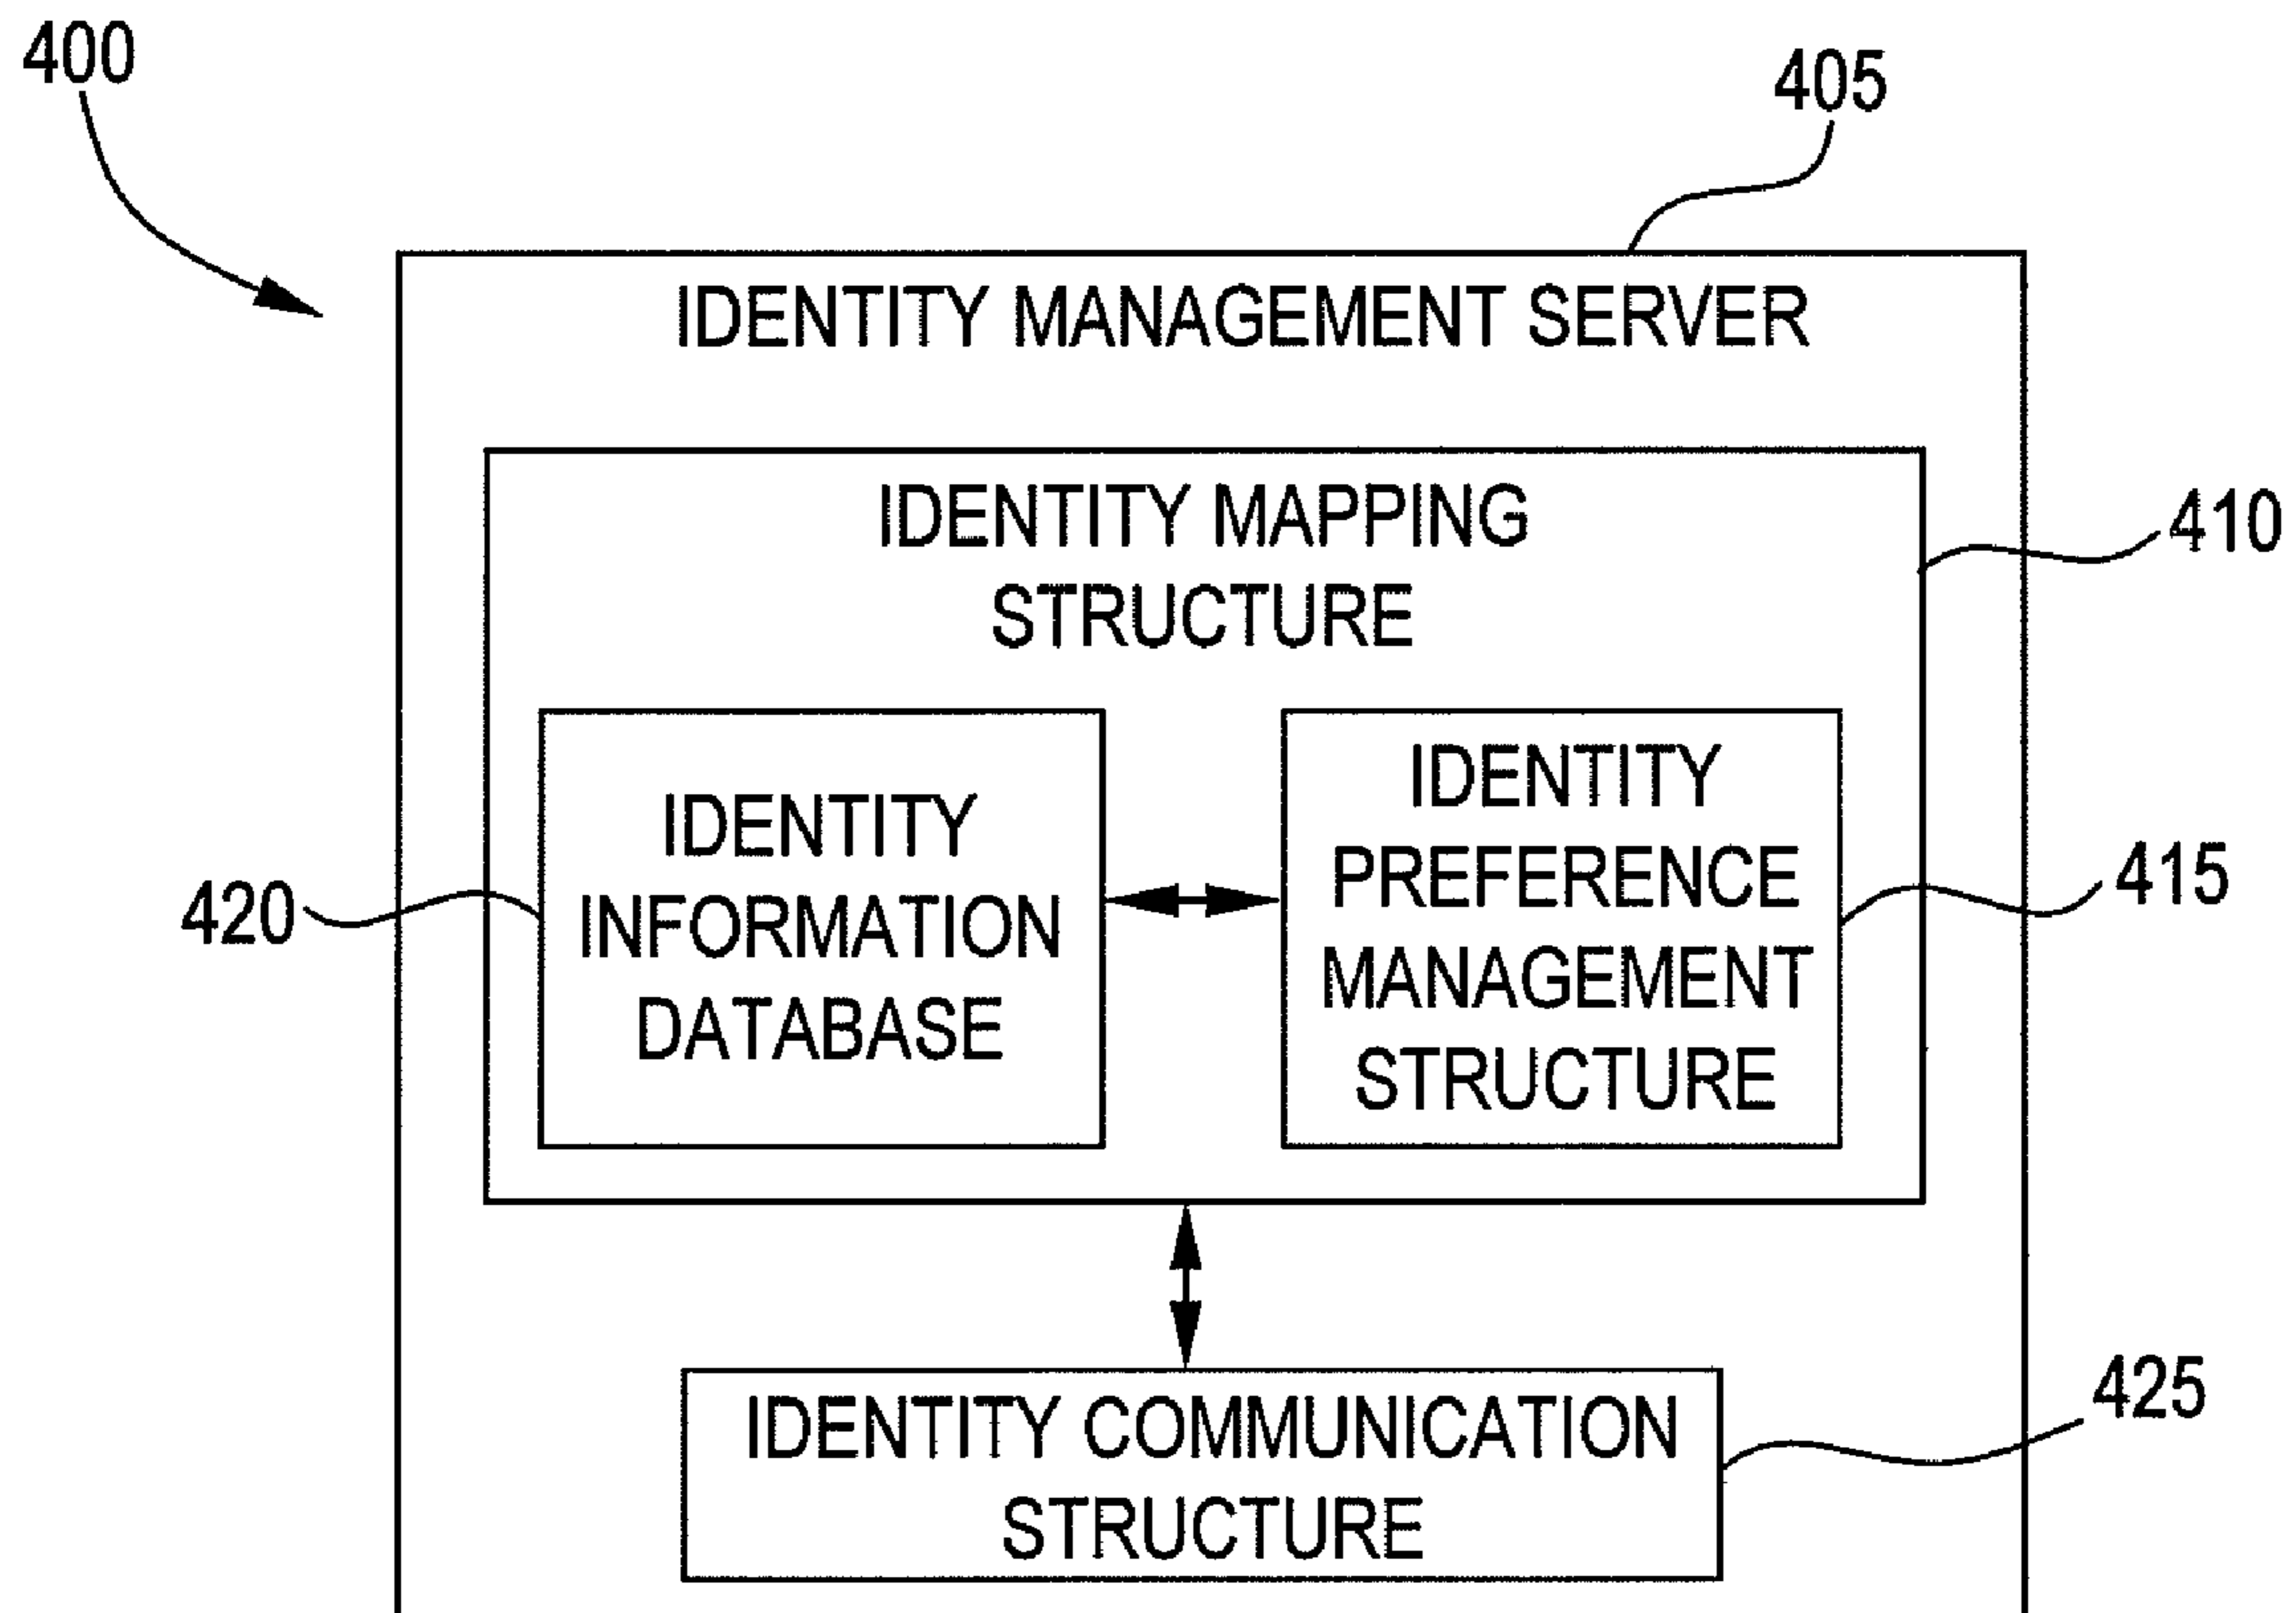 400
405
IDENTITY MANAGEMENT SERVER
IDENTITY MAPPING
STRUCTURE
410
IDENTITY
INFORMATION
DATABASE
420
IDENTITY
PREFERENCE
MANAGEMENT
STRUCTURE
415
IDENTITY COMMUNICATION
STRUCTURE
425